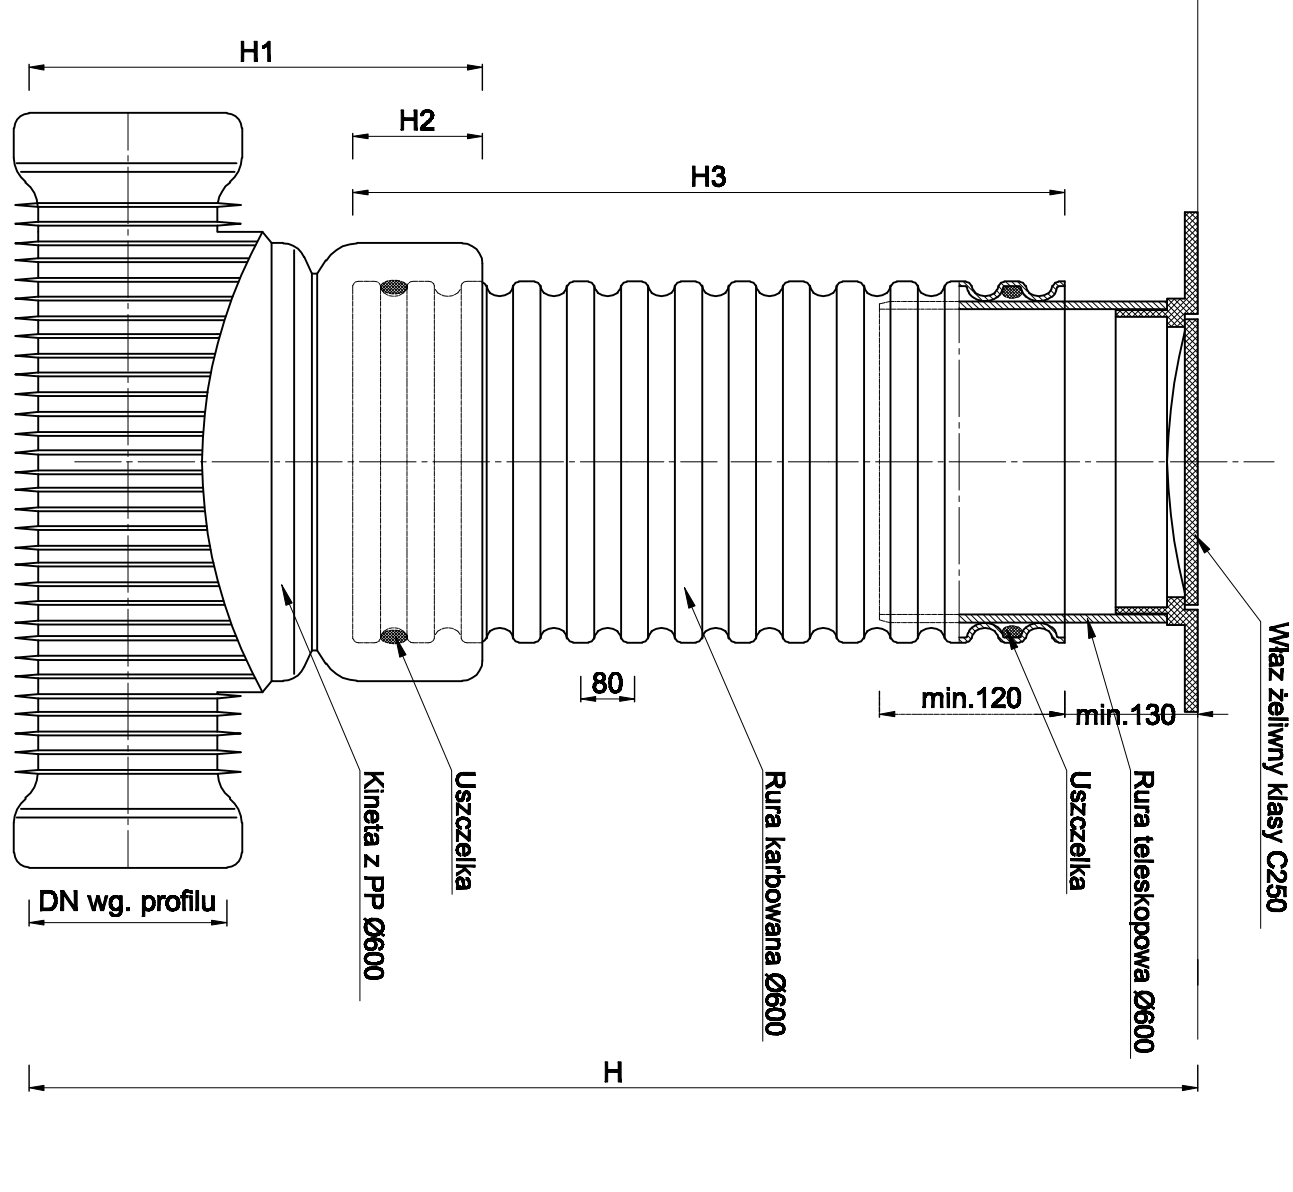 H1
H2
H3
80
min.120
min.130
Właz żeliwny klasy C250
Rura teleskopowa Ø600
Uszczelka
Rura karbowana Ø600
Uszczelka
Kineta z PP Ø600
DN wg. profilu
H